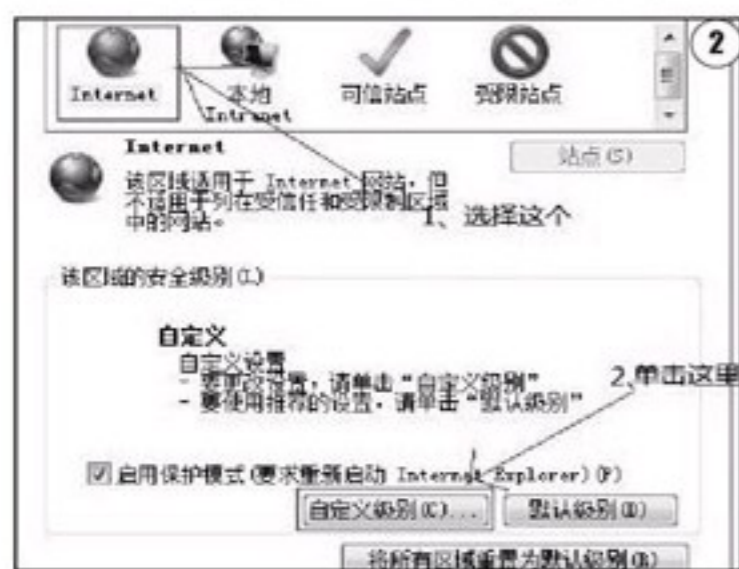 2
Internet
本地
Intranet
可信站点
受限站点
Internet
站点(S)
该区域适用于 Internet 网站，但
不适用于列在受信任和受限制区域
中的网站。
1、选择这个
该区域的安全级别(L)
自定义
自定义设置
- 要更改设置，请单击“自定义级别”
- 要使用推荐的设置，请单击“默认级别”
2、单击这里
启用保护模式(要求重新启动 Internet Explorer)(P)
自定义级别(C)...
默认级别(D)
将所有区域重置为默认级别(R)